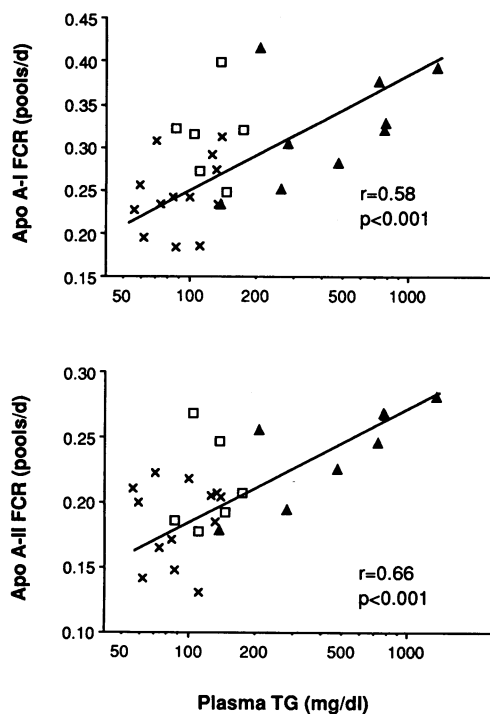 Apo A-I FCR (pools/d)
0.45
0.40
0.35
0.30
0.25
0.20
0.15
r=0.58
p<0.001
50 100 200 500 1000
Apo A-II FCR (pools/d)
0.30
0.25
0.20
0.15
0.10
r=0.66
p<0.001
50 100 200 500 1000
Plasma TG (mg/dl)